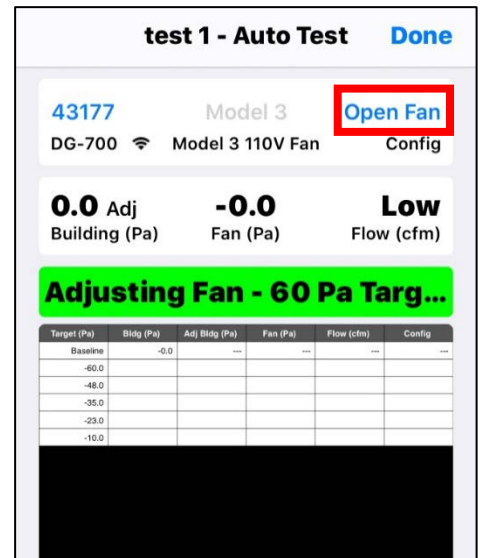 test 1 - Auto Test Done
43177 Model 3 Open Fan
DG-700 Model 3 110V Fan Config
0.0 Adj -0.0 Low
Building (Pa) Fan (Pa) Flow (cfm)
Adjusting Fan - 60 Pa Targ...
Target (Pa) Bldg (Pa) Adj Bldg (Pa) Fan (Pa) Flow (cfm) Config
Baseline -0.0 --- --- --- ---
-60.0
-48.0
-35.0
-23.0
-10.0